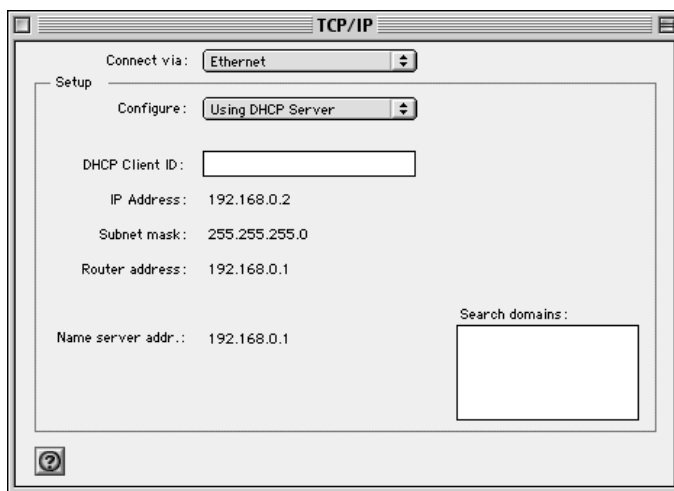 TCP/IP
Connect via: Ethernet
Setup
Configure: Using DHCP Server
DHCP Client ID:
IP Address: 192.168.0.2
Subnet mask: 255.255.255.0
Router address: 192.168.0.1
Search domains:
Name server addr.: 192.168.0.1
?